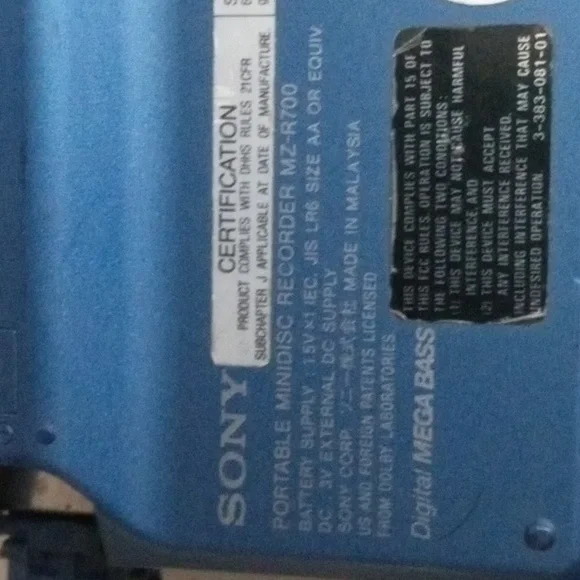 CERTIFICATION
PRODUCT COMPLIES WITH DHHS RULES 21CFR
SUBCHAPTER J APPLICABLE AT DATE OF MANUFACTURE.
SONY
PORTABLE MINIDISC RECORDER MZ-R700
BATTERY SUPPLY : 1.5V×1 IEC, JIS LR6 SIZE AA OR EQUIV.
DC : 3V EXTERNAL DC SUPPLY
SONY CORP. ソニー株式会社 MADE IN MALAYSIA
US AND FOREIGN PATENTS LICENSED
FROM DOLBY LABORATORIES
Digital MEGA BASS
THIS DEVICE COMPLIES WITH PART 15 OF
THIS FCC RULES. OPERATION IS SUBJECT TO
THE FOLLOWING TWO CONDITIONS:
(1) THIS DEVICE MAY NOT CAUSE HARMFUL
INTERFERENCE AND
(2) THIS DEVICE MUST ACCEPT
ANY INTERFERENCE RECEIVED,
INCLUDING INTERFERENCE THAT MAY CAUSE
UNDESIRED OPERATION. 3-383-081-01